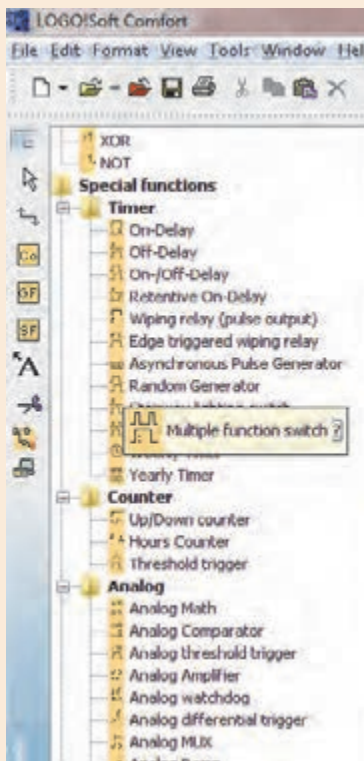 LOGO!Soft Comfort
File Edit Format View Tools Window Hel
XOR
NOT
Special functions
Timer
On-Delay
Off-Delay
On-/Off-Delay
Retentive On-Delay
Wiping relay (pulse output)
Edge triggered wiping relay
Asynchronous Pulse Generator
Random Generator
Multiple function switch
Yearly Timer
Counter
Up/Down counter
Hours Counter
Threshold trigger
Analog
Analog Math
Analog Comparator
Analog threshold trigger
Analog Amplifier
Analog watchdog
Analog differential trigger
Analog MUX
Co
GF
SF
A